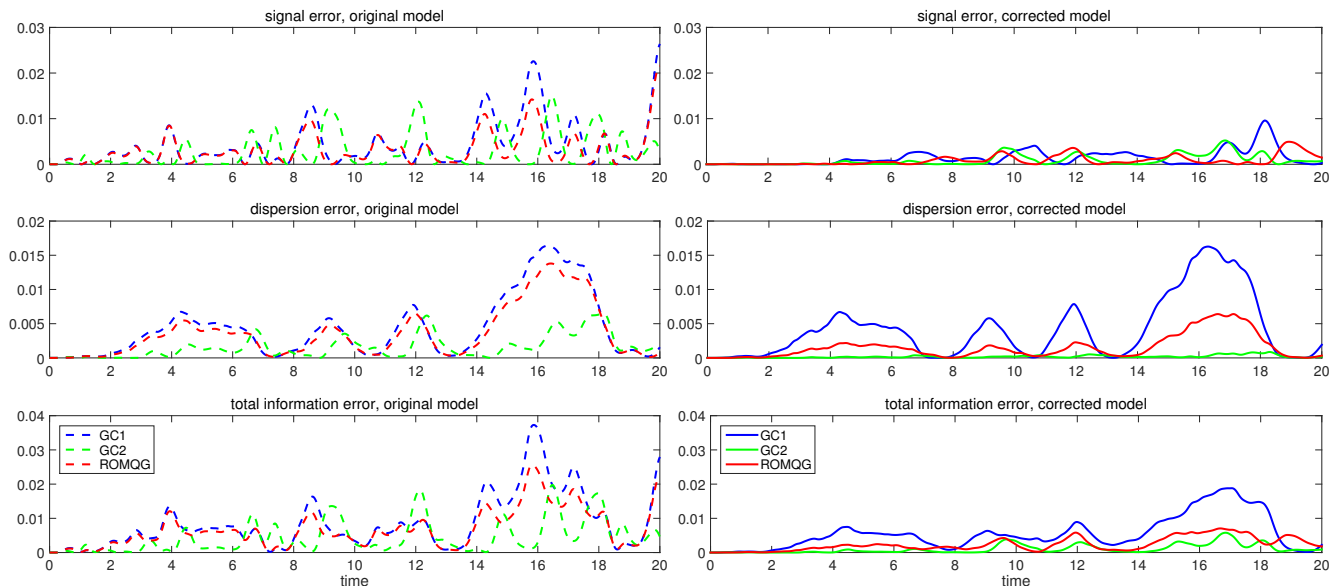 signal error, original model
0.03
0.02
0.01
0
0 2 4 6 8 10 12 14 16 18 20
signal error, corrected model
0.03
0.02
0.01
0
0 2 4 6 8 10 12 14 16 18 20
dispersion error, original model
0.02
0.015
0.01
0.005
0
0 2 4 6 8 10 12 14 16 18 20
dispersion error, corrected model
0.02
0.015
0.01
0.005
0
0 2 4 6 8 10 12 14 16 18 20
total information error, original model
0.04
0.03
0.02
0.01
0
GC1
GC2
ROMQG
0 2 4 6 8 10 12 14 16 18 20
time
total information error, corrected model
0.04
0.03
0.02
0.01
0
GC1
GC2
ROMQG
0 2 4 6 8 10 12 14 16 18 20
time